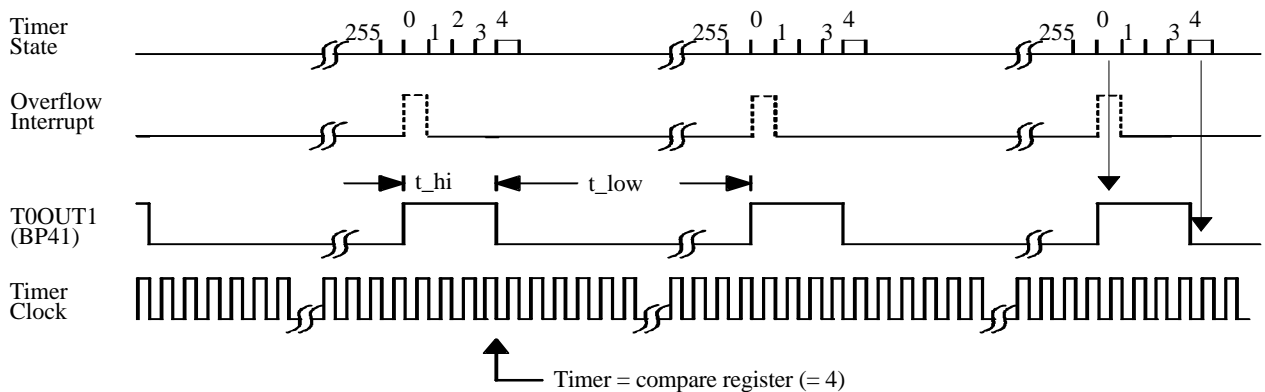 Timer
State
255 0 1 2 3 4
255 0 1 3 4
255 0 1 3 4
Overflow
Interrupt
t_hi
t_low
T0OUT1
(BP41)
Timer
Clock
Timer = compare register (= 4)